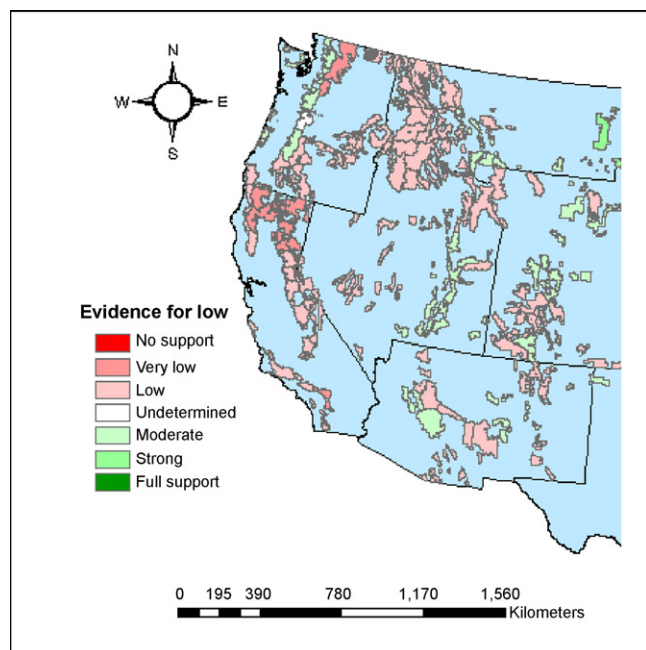 N
W E
S
Evidence for low
No support
Very low
Low
Undetermined
Moderate
Strong
Full support
0 195 390 780 1,170 1,560
Kilometers